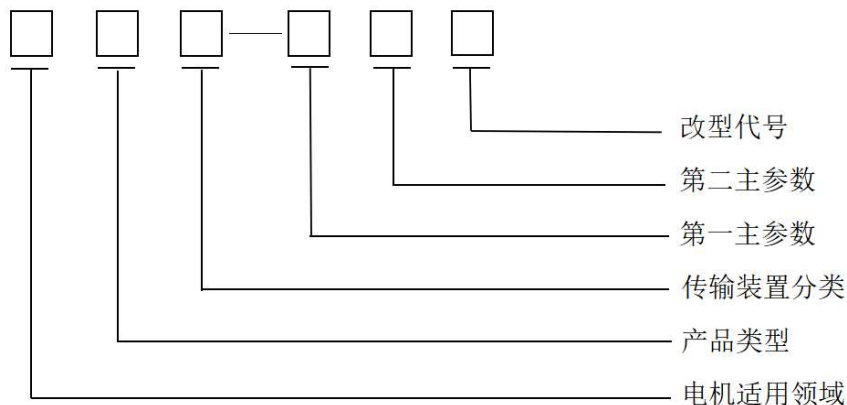 改型代号
第二主参数
第一主参数
传输装置分类
产品类型
电机适用领域